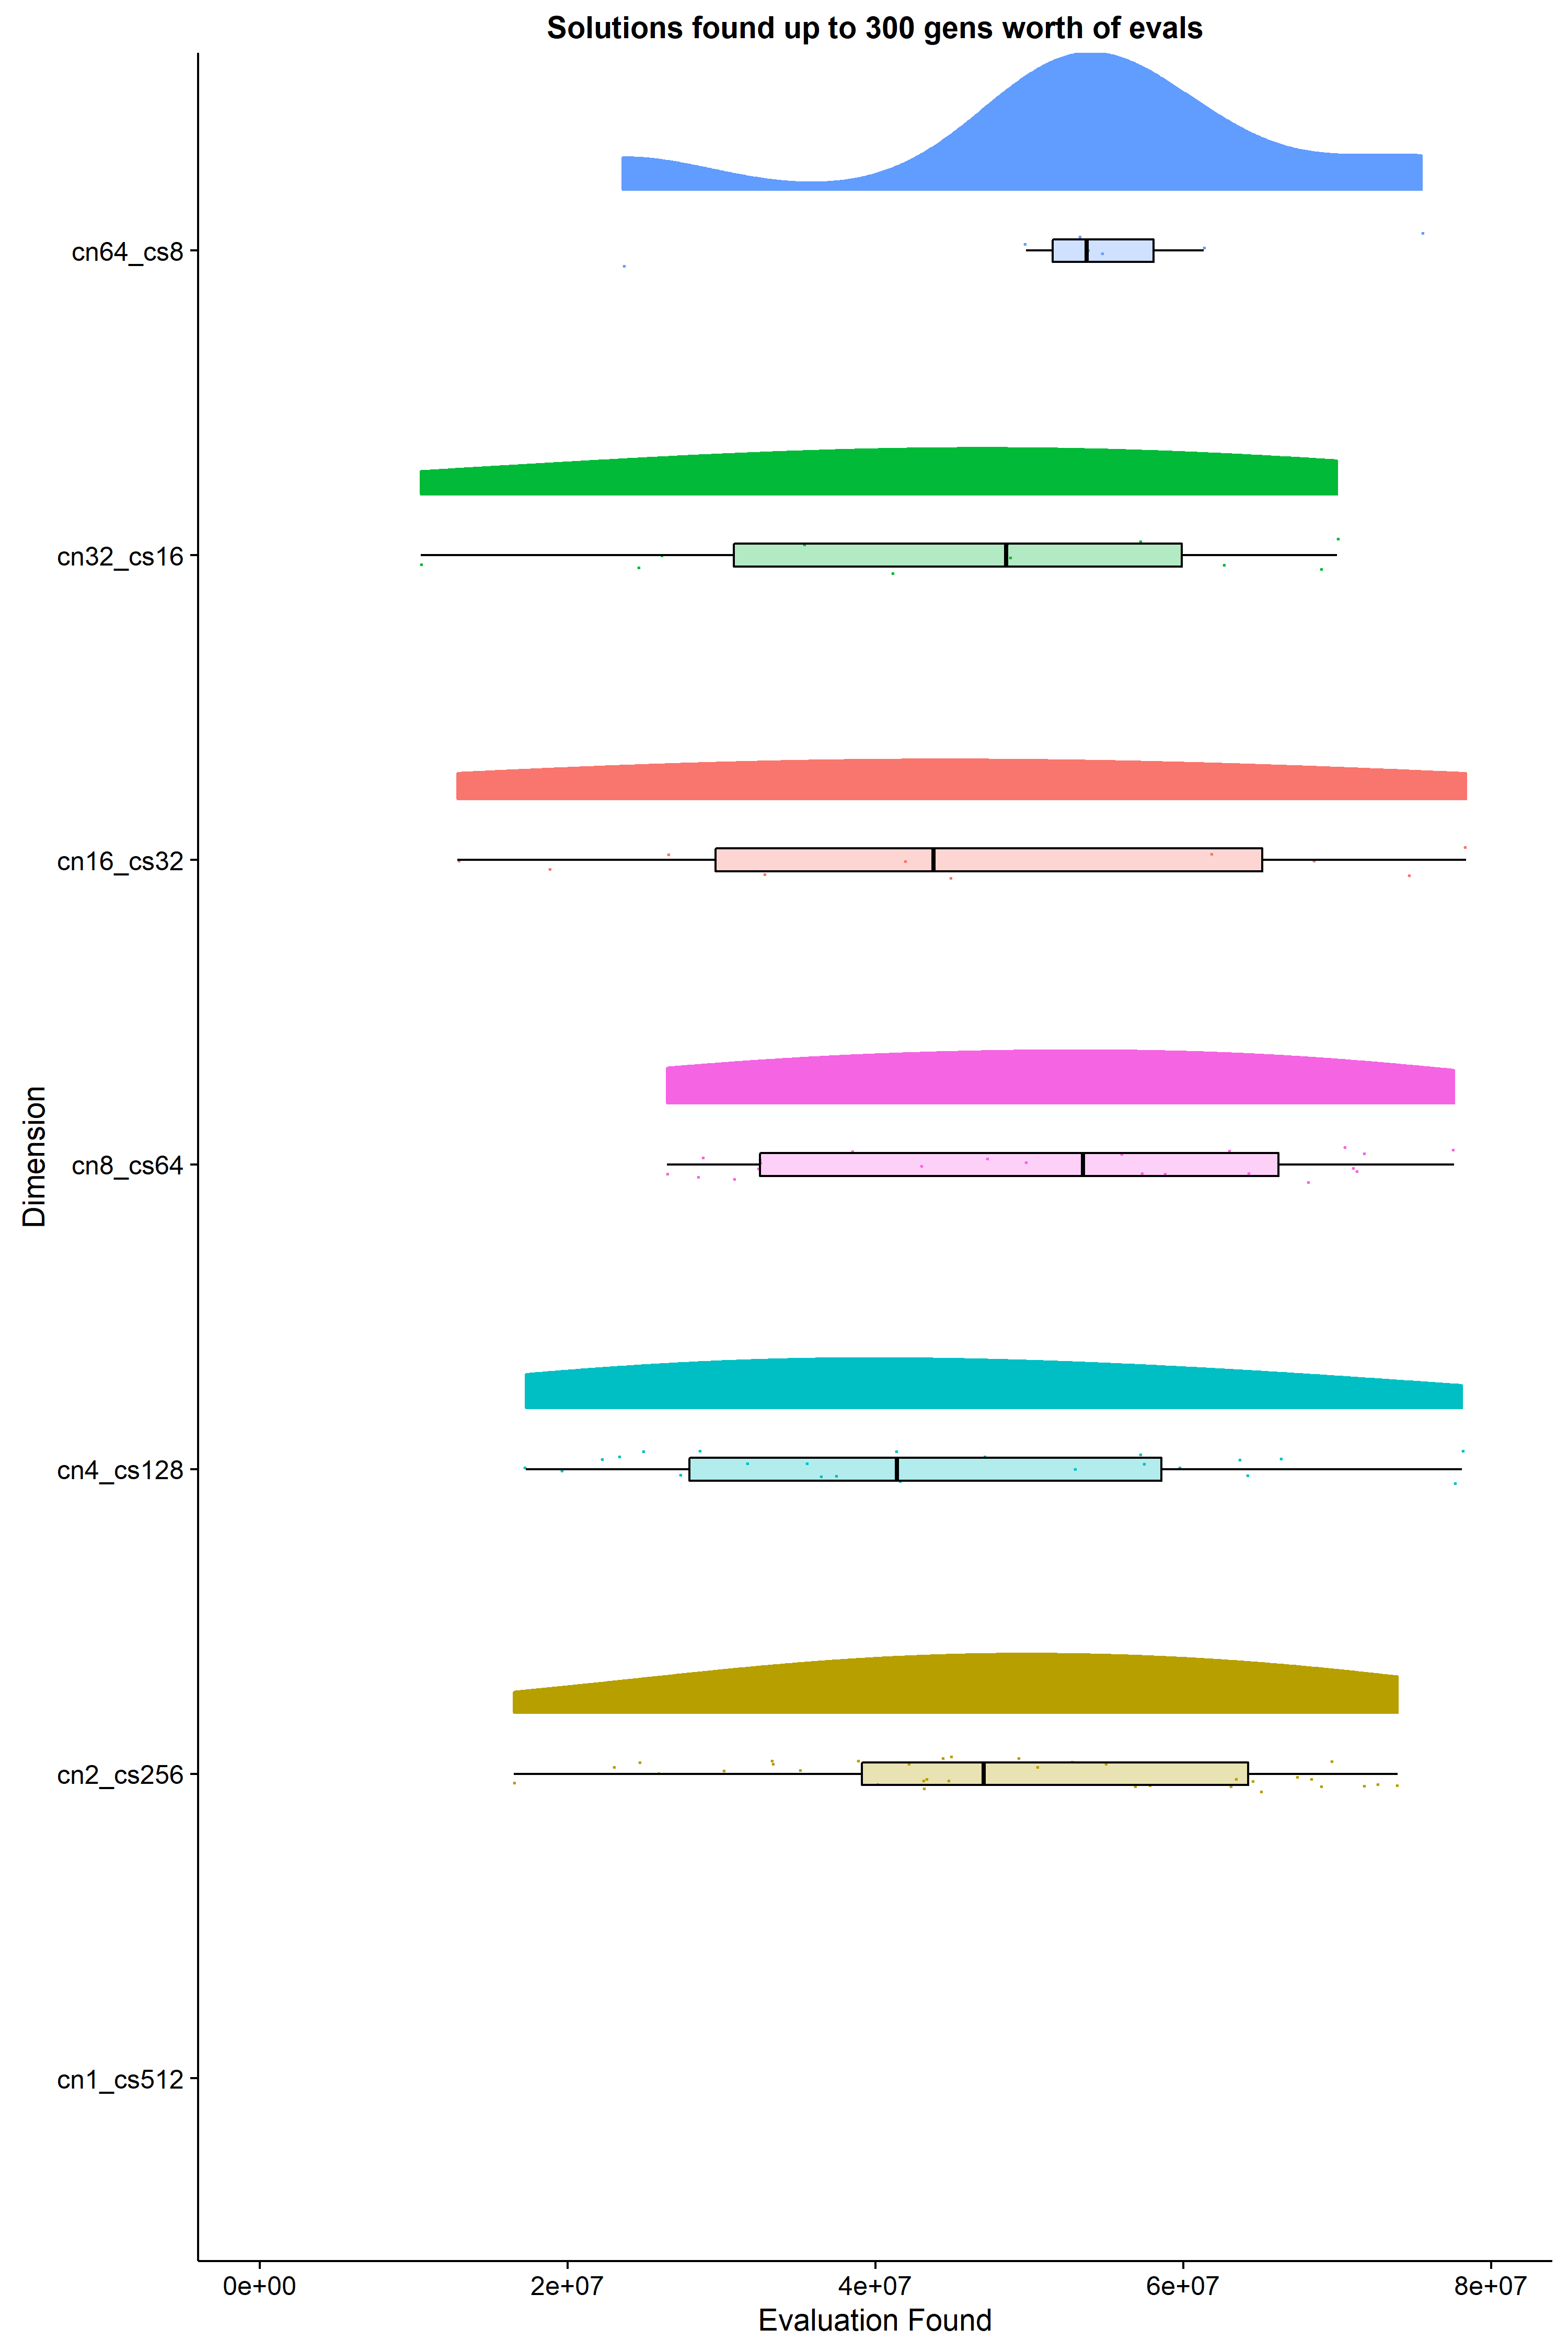 Solutions found up to 300 gens worth of evals
cn64_cs8
cn32_cs16
cn16_cs32
cn8_cs64
cn4_cs128
cn2_cs256
cn1_cs512
Dimension
0e+00 2e+07 4e+07 6e+07 8e+07
Evaluation Found